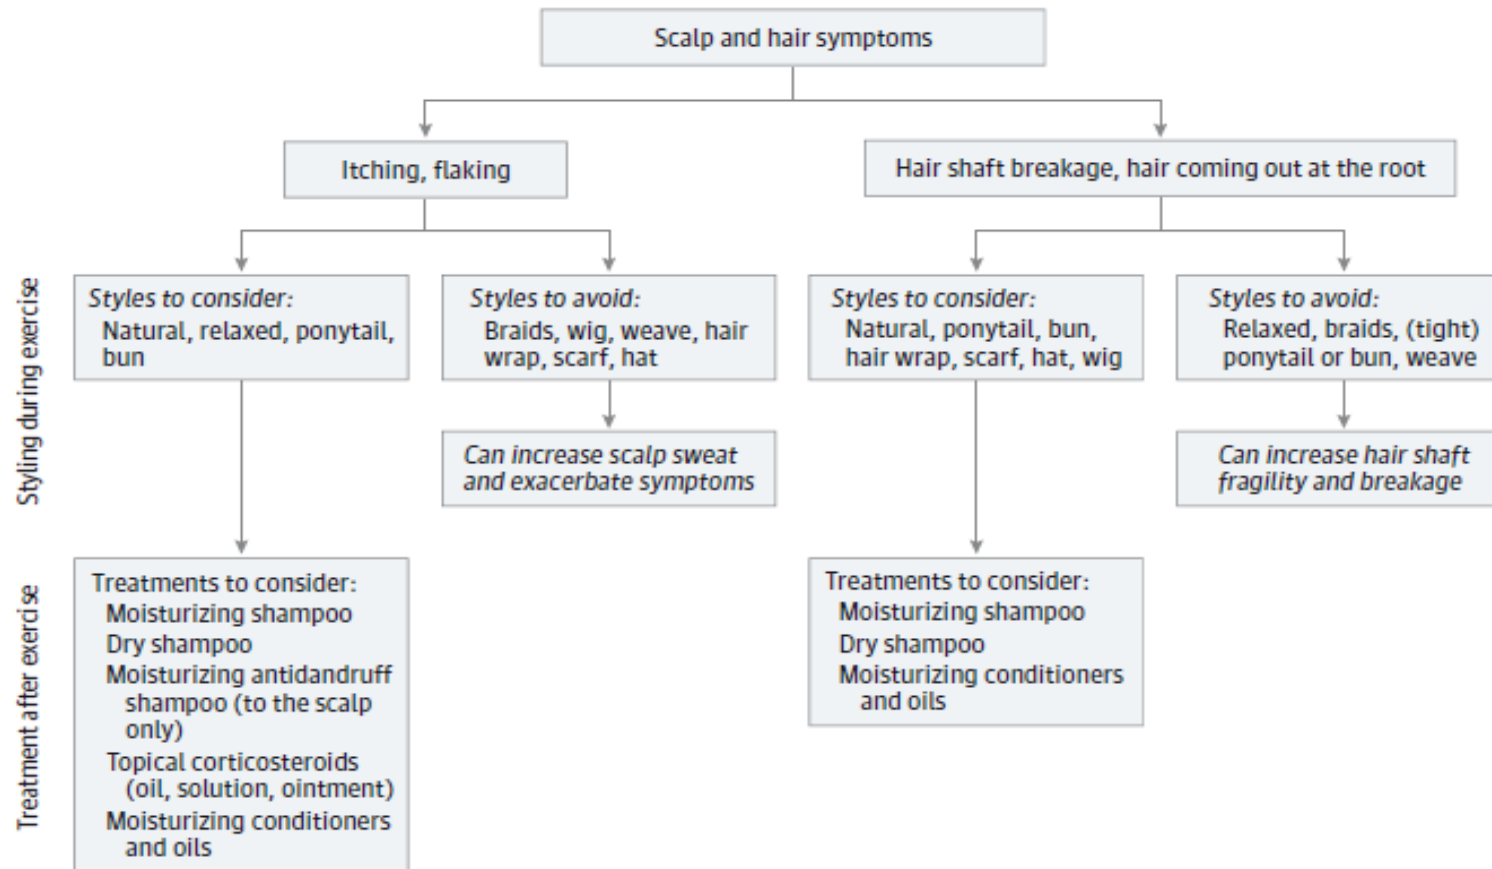 Scalp and hair symptoms
Itching, flaking
Hair shaft breakage, hair coming out at the root
Styling during exercise
Styles to consider:
Natural, relaxed, ponytail,
bun
Styles to avoid:
Braids, wig, weave, hair
wrap, scarf, hat
Styles to consider:
Natural, ponytail, bun,
hair wrap, scarf, hat, wig
Styles to avoid:
Relaxed, braids, (tight)
ponytail or bun, weave
Can increase scalp sweat
and exacerbate symptoms
Can increase hair shaft
fragility and breakage
Treatment after exercise
Treatments to consider:
Moisturizing shampoo
Dry shampoo
Moisturizing antidandruff
shampoo (to the scalp
only)
Topical corticosteroids
(oil, solution, ointment)
Moisturizing conditioners
and oils
Treatments to consider:
Moisturizing shampoo
Dry shampoo
Moisturizing conditioners
and oils